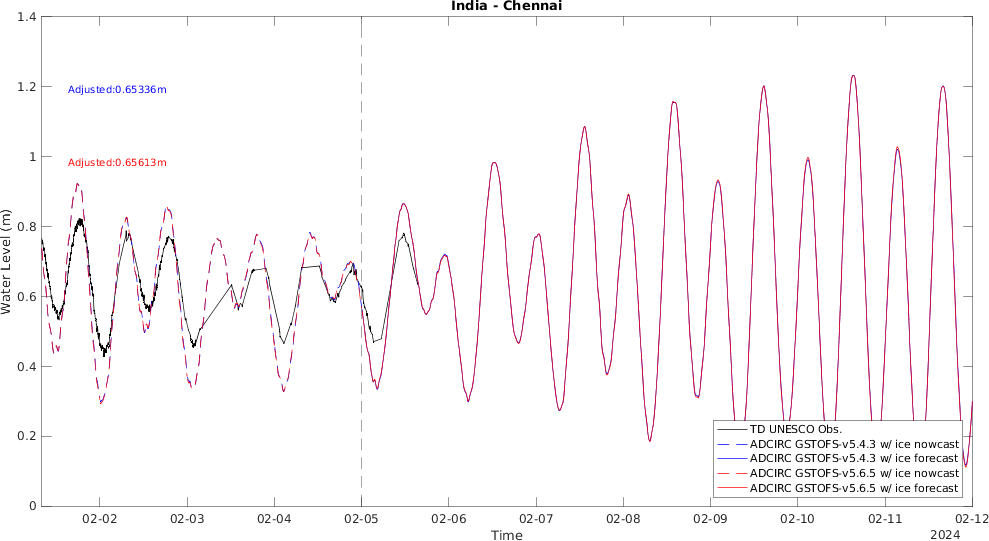 India - Chennai
Water Level (m)
1.4
1.2
1
0.8
0.6
0.4
0.2
0
Adjusted:0.65336m
Adjusted:0.65613m
TD UNESCO Obs.
ADCIRC GSTOFS-v5.4.3 w/ ice nowcast
ADCIRC GSTOFS-v5.4.3 w/ ice forecast
ADCIRC GSTOFS-v5.6.5 w/ ice nowcast
ADCIRC GSTOFS-v5.6.5 w/ ice forecast
02-02 02-03 02-04 02-05 02-06 02-07 02-08 02-09 02-10 02-11 02-12
Time
2024